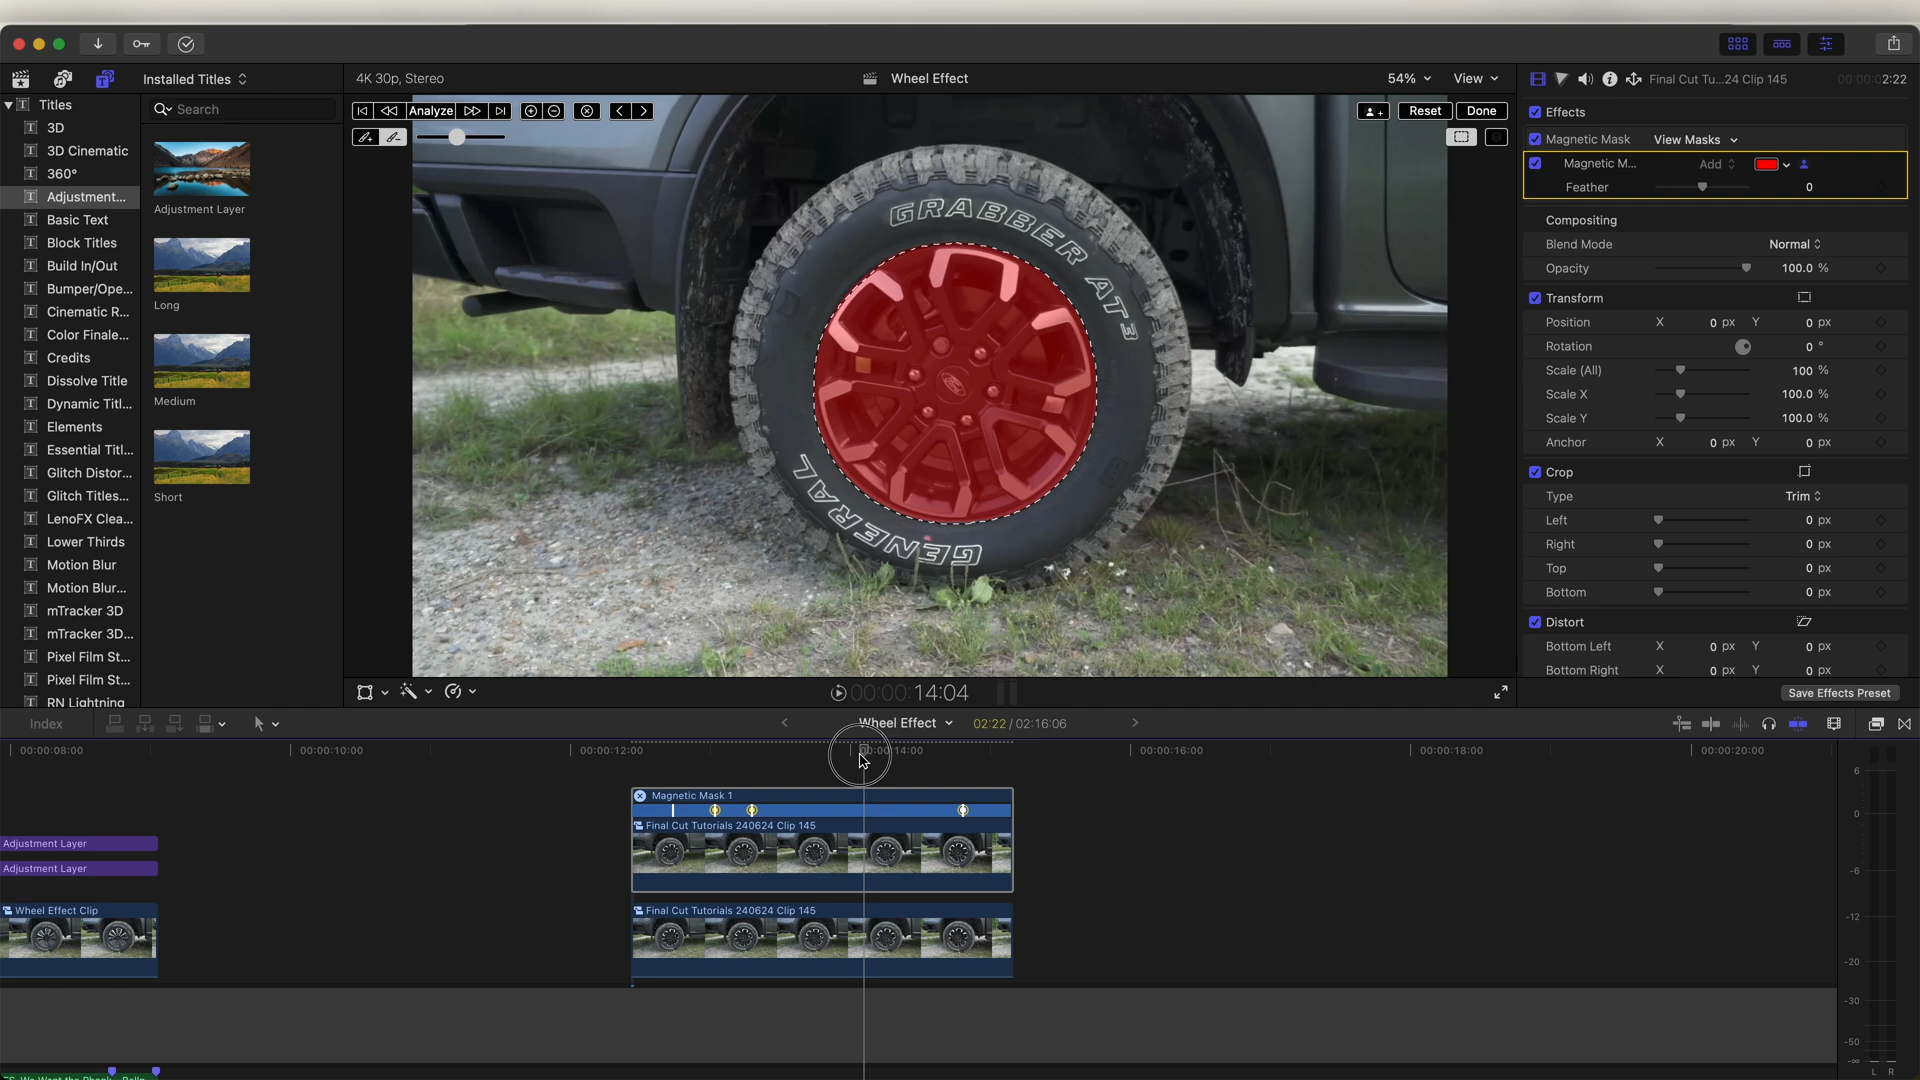 Installed Titles
4K 30p, Stereo
Wheel Effect
54%
View
Final Cut Tu...24 Clip 145
00:00:02:22
Titles
3D
3D Cinematic
360°
Adjustment...
Basic Text
Block Titles
Build In/Out
Bumper/Ope...
Cinematic R...
Color Finale...
Credits
Dissolve Title
Dynamic Titl...
Elements
Essential Titl...
Glitch Distor...
Glitch Titles...
LenoFX Clea...
Lower Thirds
Motion Blur
Motion Blur...
mTracker 3D
mTracker 3D...
Pixel Film St...
Pixel Film St...
RN Lightning
Search
Adjustment Layer
Long
Medium
Short
Analyze
Reset
Done
GRABBER AT3
GENERAL
Ford
Effects
Magnetic Mask
View Masks
Magnetic M...
Add
Feather
0
Compositing
Blend Mode
Normal
Opacity
100.0 %
Transform
Position
X
0 px
Y
0 px
Rotation
0 °
Scale (All)
100 %
Scale X
100.0 %
Scale Y
100.0 %
Anchor
X
0 px
Y
0 px
Crop
Type
Trim
Left
0 px
Right
0 px
Top
0 px
Bottom
0 px
Distort
Bottom Left
X
0 px
Y
0 px
Bottom Right
X
0 px
Y
0 px
Save Effects Preset
00:00:14:04
Index
Wheel Effect
02:22 / 02:16:06
00:00:08:00
00:00:10:00
00:00:12:00
00:00:14:00
00:00:16:00
00:00:18:00
00:00:20:00
Magnetic Mask 1
Final Cut Tutorials 240624 Clip 145
Adjustment Layer
Adjustment Layer
Wheel Effect Clip
Final Cut Tutorials 240624 Clip 145
6
0
-6
-12
-20
-30
-50
-∞
L
R